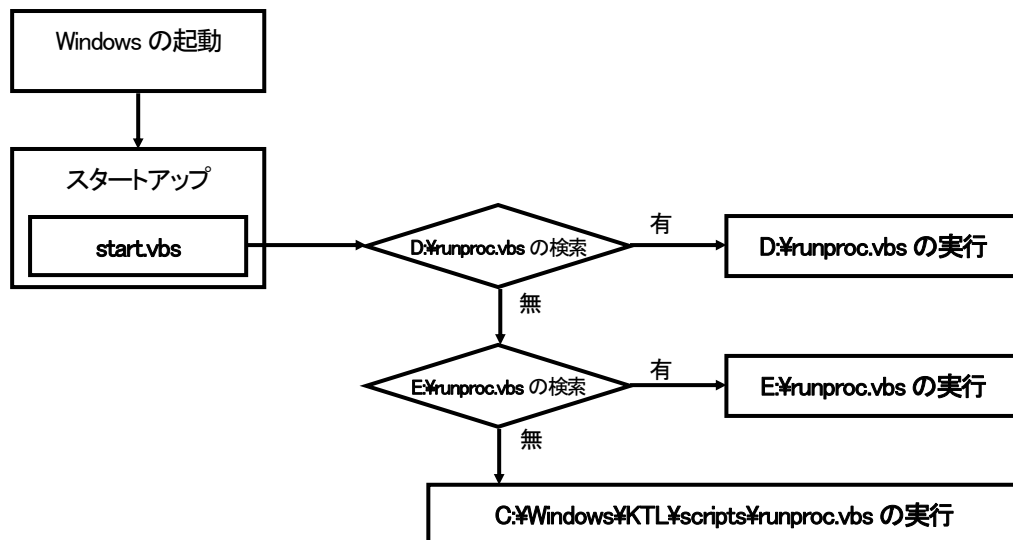 Windows の起動
スタートアップ
start.vbs
D:¥runproc.vbs の検索
有
D:¥runproc.vbs の実行
無
E:¥runproc.vbs の検索
有
E:¥runproc.vbs の実行
無
C:¥Windows¥KTL¥scripts¥runproc.vbs の実行